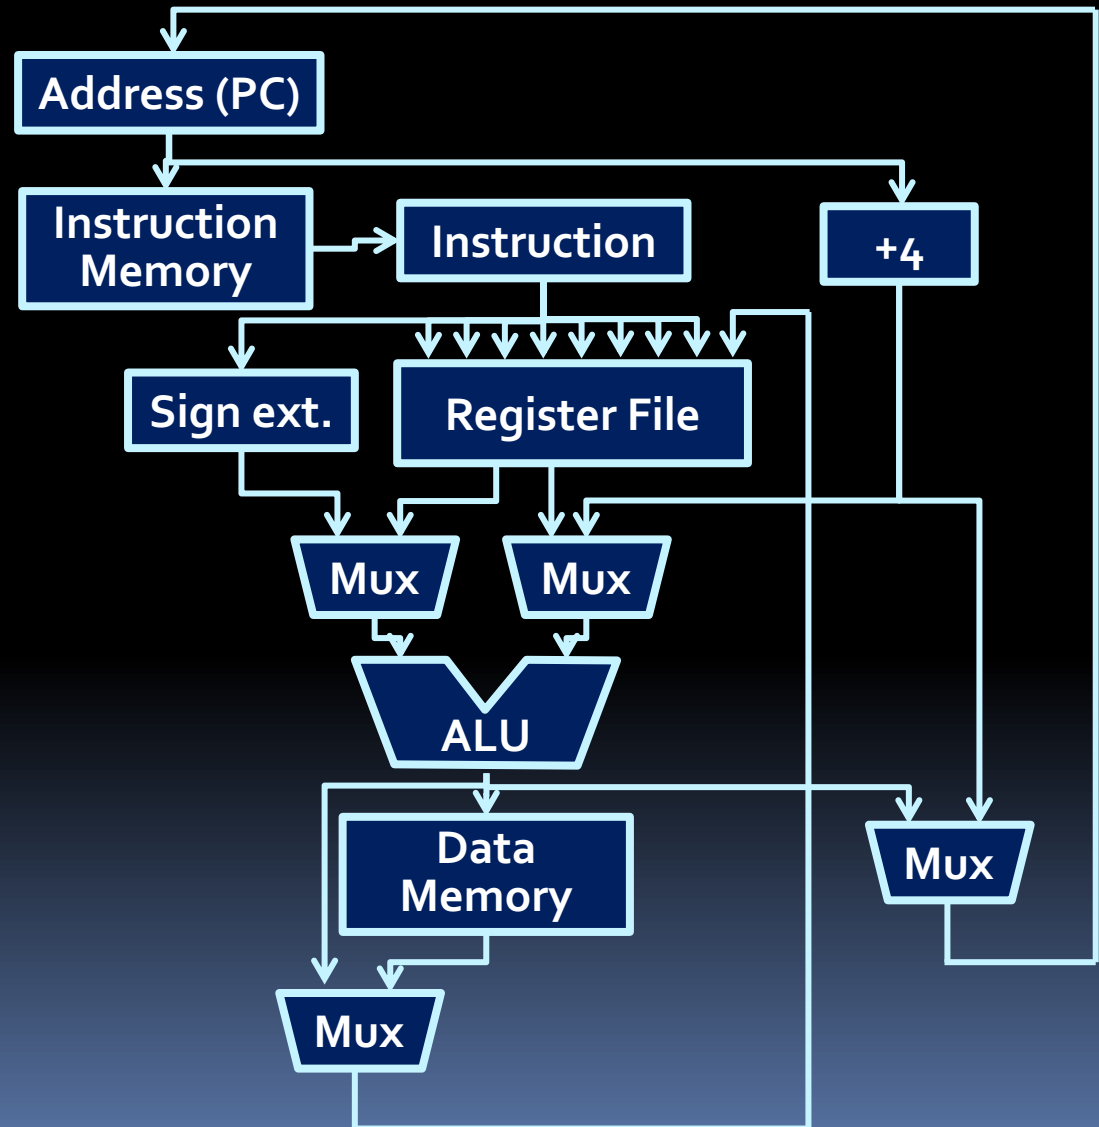 Address (PC)
Instruction
Memory
Instruction
+4
Sign ext.
Register File
Mux
Mux
ALU
Data
Memory
Mux
Mux